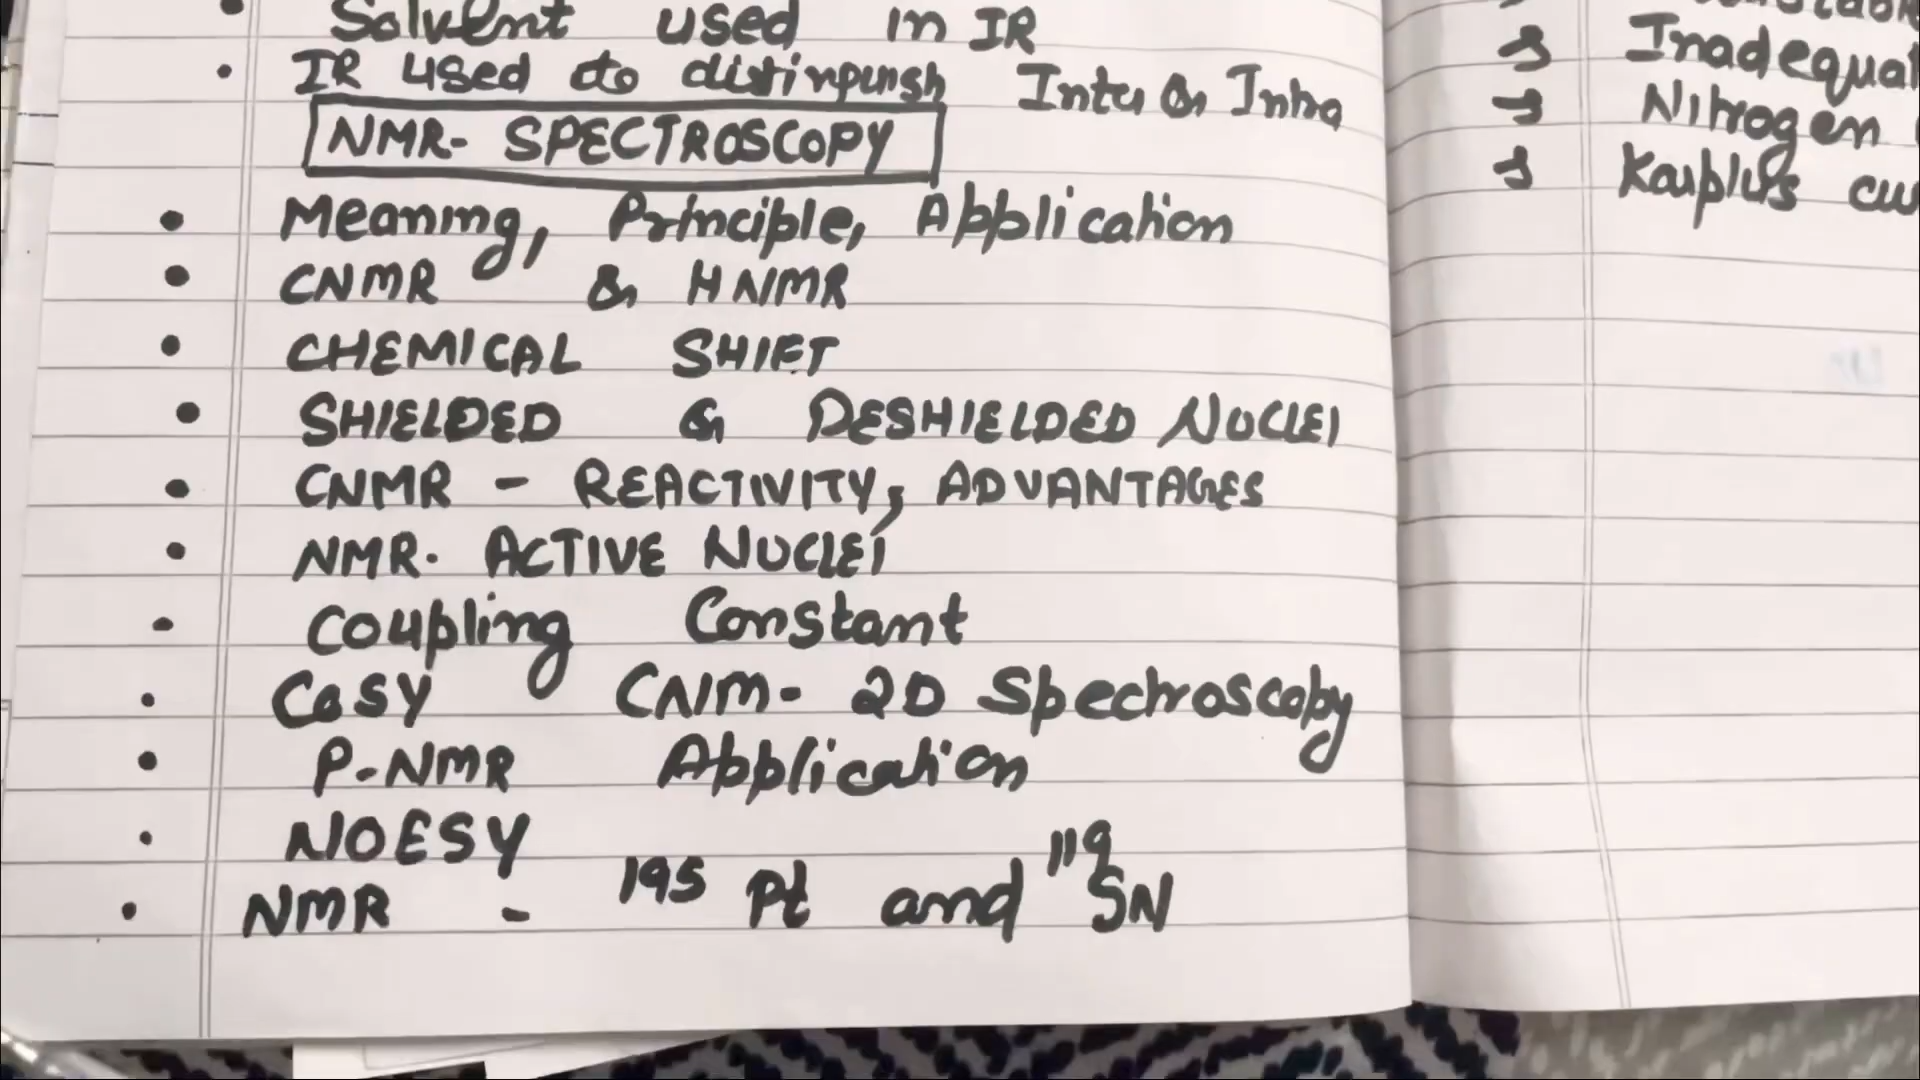 • Solvent used in IR
• IR used to distinguish Inter & Intra
NMR- SPECTROSCOPY
• Meaning, Principle, Application
• CNMR & HNMR
• CHEMICAL SHIFT
• SHIELDED & DESHIELDED NUCLEI
• CNMR - REACTIVITY, ADVANTAGES
• NMR. ACTIVE NUCLEI
• Coupling Constant
• COSY CNM- 2D Spectroscopy
• P-NMR Application
• NOESY
• NMR - 195 Pt and 119 SN
Inadequat
Nitrogen
Kaplus cu